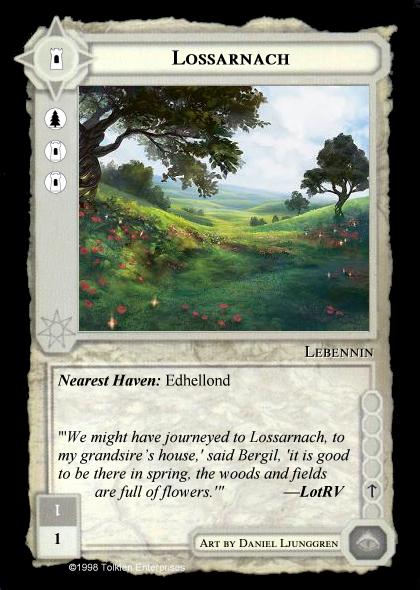 LOSSARNACH
LEBENNIN
Nearest Haven: Edhellond
"'We might have journeyed to Lossarnach, to
my grandsire's house,' said Bergil, 'it is good
to be there in spring, the woods and fields
are full of flowers.'" —LotRV
1
1
ART BY DANIEL LJUNGGREN
©1998 Tolkien Enterprises